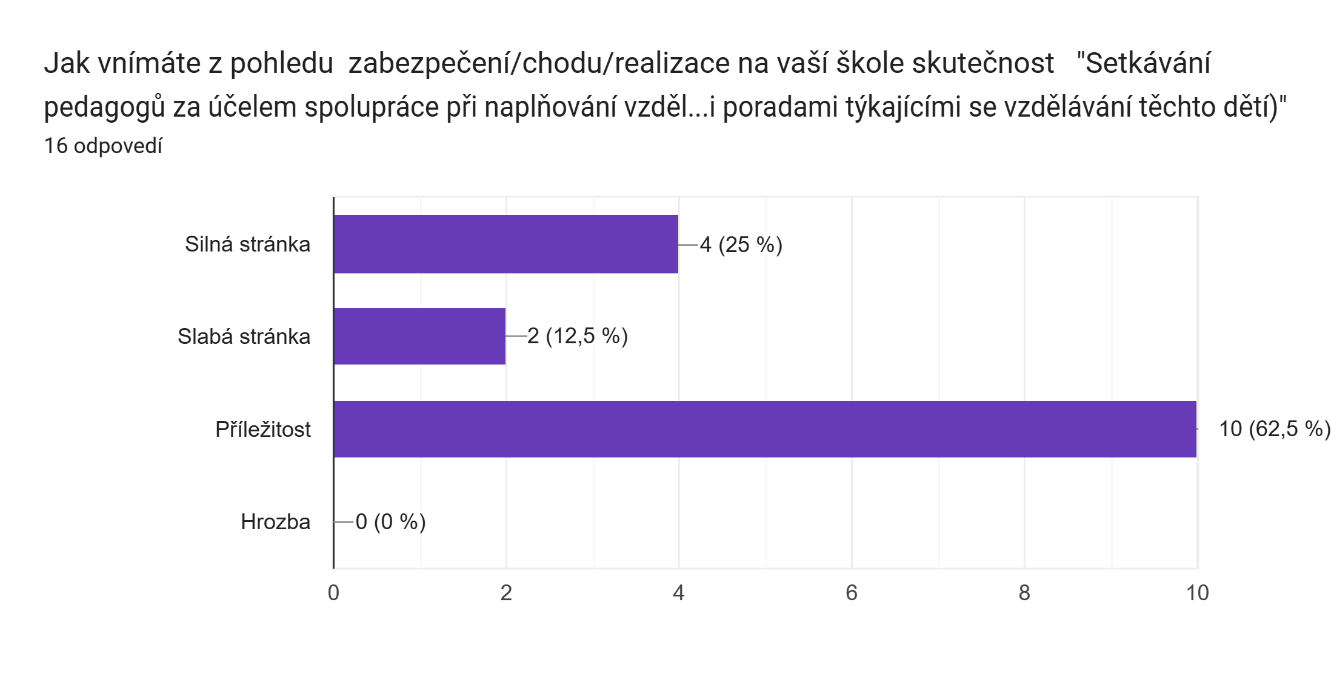 Jak vnímáte z pohledu  zabezpečení/chodu/realizace na vaší škole skutečnost   "Setkávání
pedagogů za účelem spolupráce při naplňování vzděl...i poradami týkajícími se vzdělávání těchto dětí)"
16 odpovedí
Silná stránka 4 (25 %)
Slabá stránka 2 (12,5 %)
Příležitost 10 (62,5 %)
Hrozba 0 (0 %)
0 2 4 6 8 10